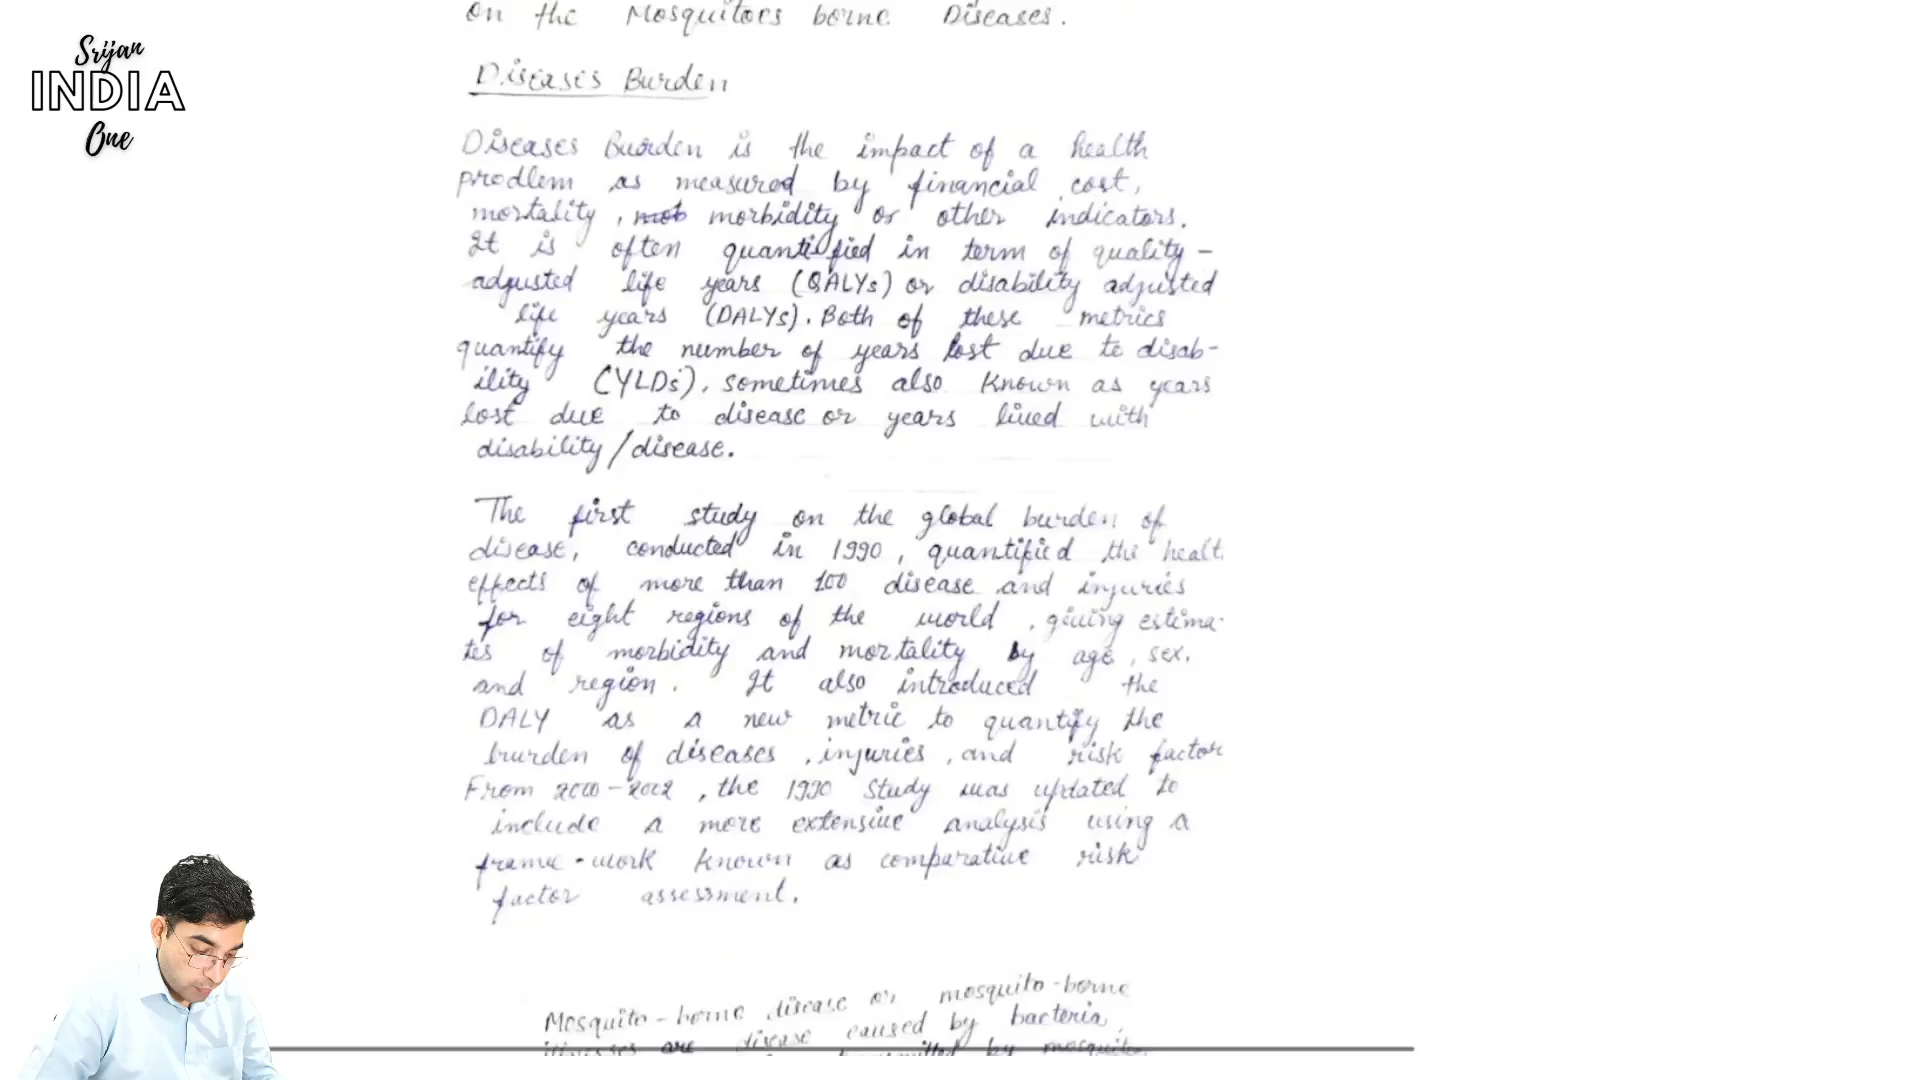 Srijan
INDIA
One
on the Mosquitoes borne Diseases.
Diseases Burden
Diseases Burden is the impact of a health
prodlem as measured by financial cost,
mortality, mob morbidity or other indicators.
It is often quantified in term of quality-
adjusted life years (QALYs) or disability adjusted
life years (DALYs). Both of these metrics
quantify the number of years lost due to disab-
ility (YLDs), sometimes also known as years
lost due to disease or years lived with
disability/disease.
The first study on the global burden of
disease, conducted in 1990, quantified the healt
effects of more than 100 disease and injuries
for eight regions of the world, giving estima-
tes of morbidity and mortality by age, sex,
and region. It also introduced the
DALY as a new metric to quantify the
burden of diseases, injuries, and risk factor
From 2000-2002, the 1990 study was updated to
include a more extensive analysis using a
frame-work known as comparative risk
factor assessment.
Mosquito-borne disease or mosquito-borne
illnesses are disease caused by bacteria,
transmitted by mosquitoes